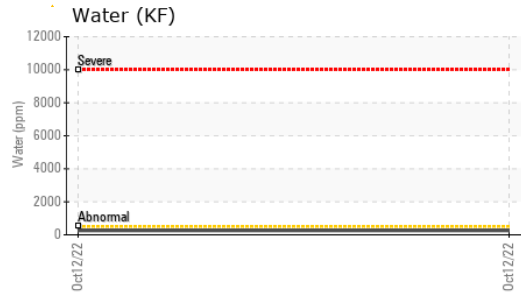 Water (KF)
12000
10000
8000
6000
4000
2000
0
Water (ppm)
Severe
Abnormal
Oct12/22
Oct12/22